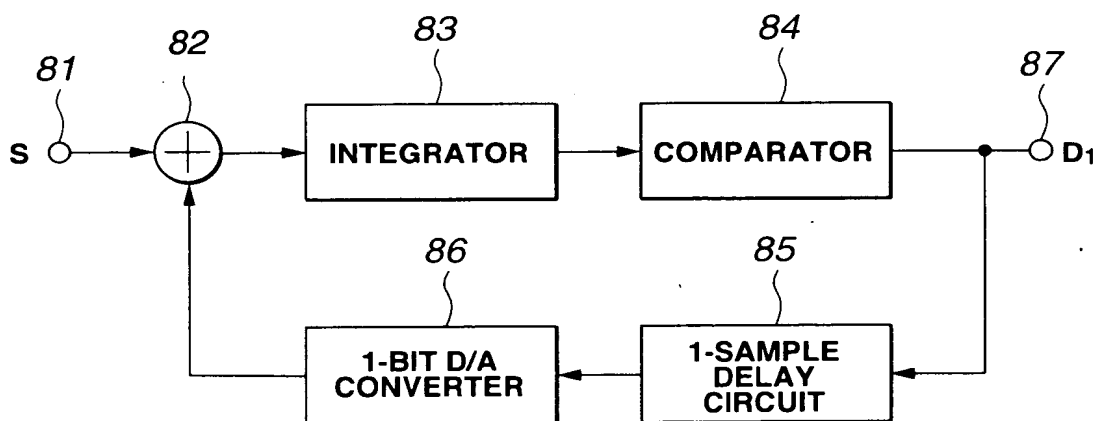 81
82
83
84
87
S
+
INTEGRATOR
COMPARATOR
D1
86
85
1-BIT D/A
CONVERTER
1-SAMPLE
DELAY
CIRCUIT